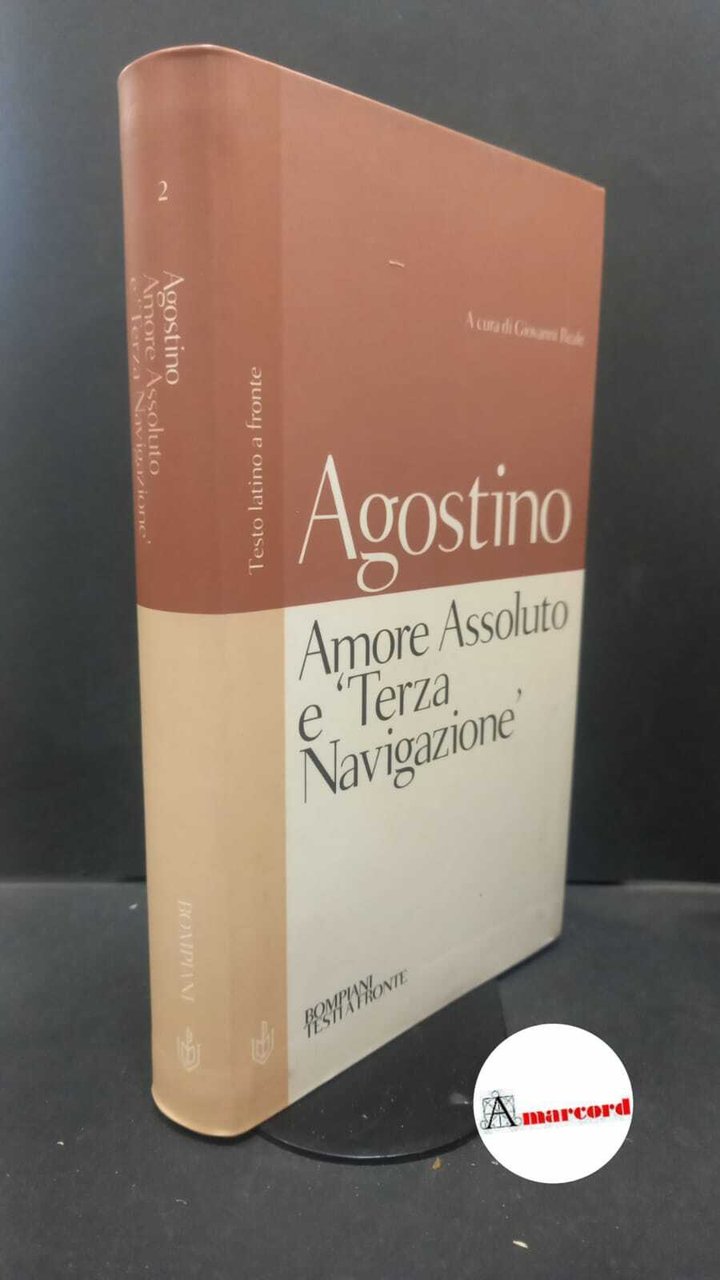 2
Agostino
Amore Assoluto
e 'Terza Navigazione'
Testo latino a fronte
BOMPIANI
A cura di Giovanni Reale
Agostino
Amore Assoluto
e 'Terza
Navigazione'
BOMPIANI
TESTI A FRONTE
Amarcord